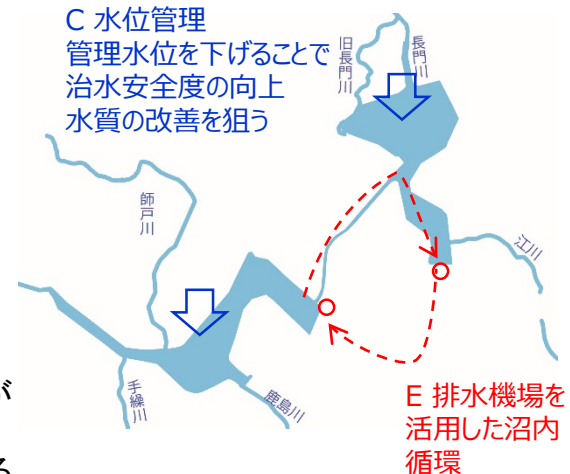 C 水位管理
管理水位を下げることで
治水安全度の向上
水質の改善を狙う
旧長門川
長門川
師戸川
江川
手繰川
鹿島川
が
る
E 排水機場を
活用した沼内
循環